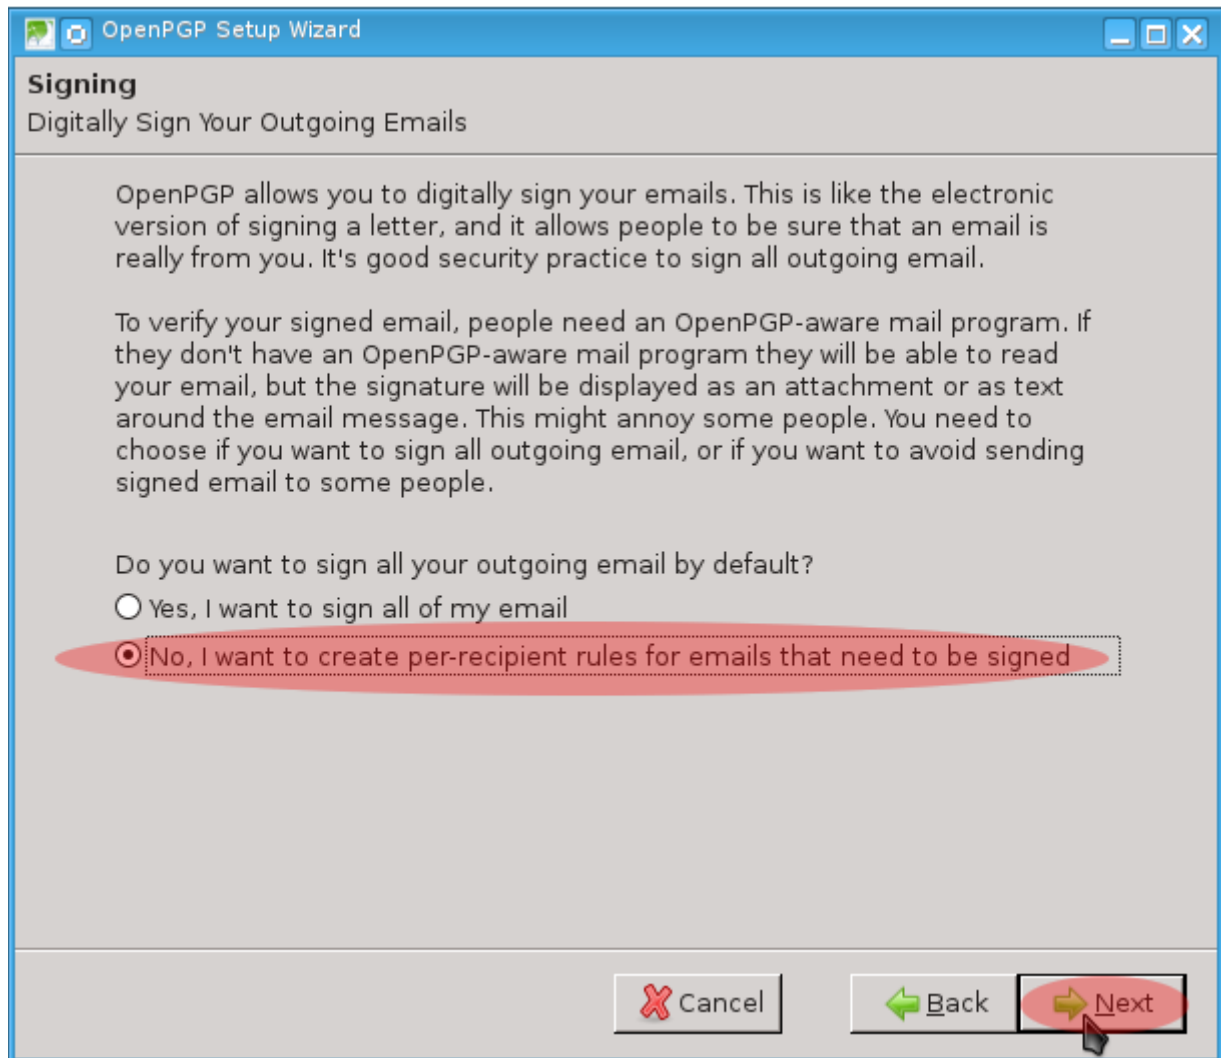 OpenPGP Setup Wizard
Signing
Digitally Sign Your Outgoing Emails
OpenPGP allows you to digitally sign your emails. This is like the electronic
version of signing a letter, and it allows people to be sure that an email is
really from you. It's good security practice to sign all outgoing email.
To verify your signed email, people need an OpenPGP-aware mail program. If
they don't have an OpenPGP-aware mail program they will be able to read
your email, but the signature will be displayed as an attachment or as text
around the email message. This might annoy some people. You need to
choose if you want to sign all outgoing email, or if you want to avoid sending
signed email to some people.
Do you want to sign all your outgoing email by default?
Yes, I want to sign all of my email
No, I want to create per-recipient rules for emails that need to be signed
Cancel Back Next